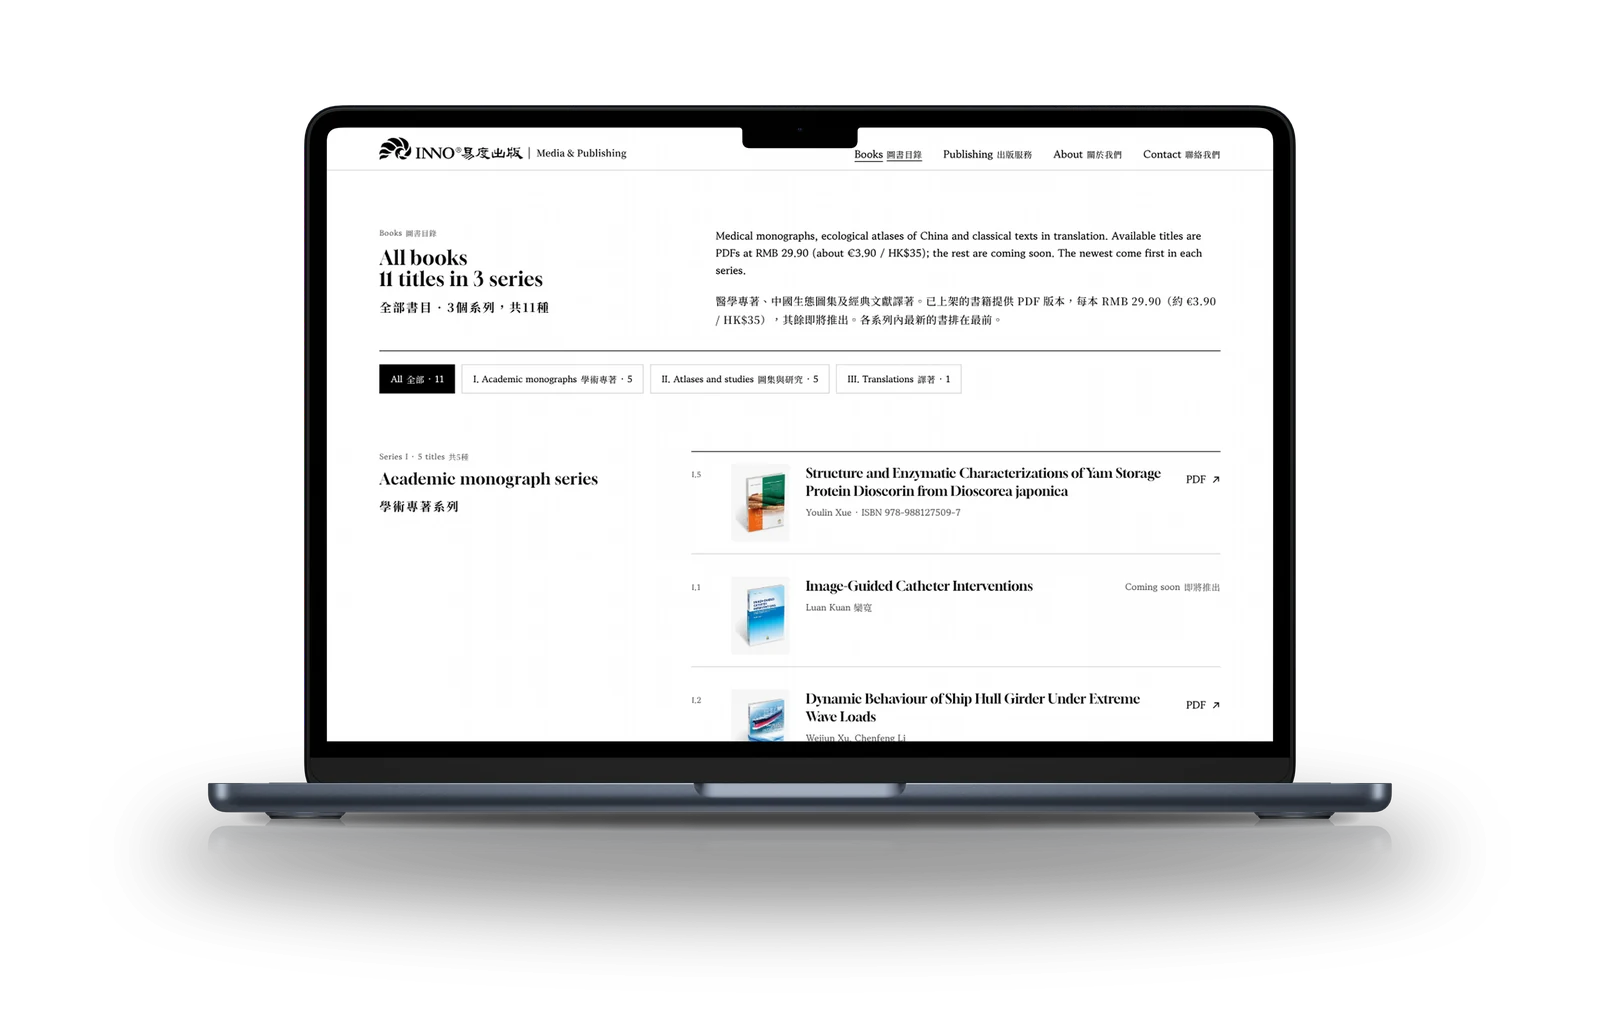 INNO®易度出版 | Media & Publishing
Books 圖書目錄 Publishing 出版服務 About 關於我們 Contact 聯絡我們
Books 圖書目錄
All books
11 titles in 3 series
全部書目 · 3個系列，共11種
Medical monographs, ecological atlases of China and classical texts in translation. Available titles are
PDFs at RMB 29.90 (about €3.90 / HK$35); the rest are coming soon. The newest come first in each
series.
醫學專著、中國生態圖集及經典文獻譯著。已上架的書籍提供 PDF 版本，每本 RMB 29.90（約 €3.90
/ HK$35），其餘即將推出。各系列內最新的書排在最前。
All 全部 · 11
I. Academic monographs 學術專著 · 5
II. Atlases and studies 圖集與研究 · 5
III. Translations 譯著 · 1
Series I · 5 titles 共5種
Academic monograph series
學術專著系列
I.5
Structure and Enzymatic Characterizations of Yam Storage
Protein Dioscorin from Dioscorea japonica
Youlin Xue · ISBN 978-988127509-7
PDF ↗
I.1
Image-Guided Catheter Interventions
Luan Kuan 欒寬
Coming soon 即將推出
I.2
Dynamic Behaviour of Ship Hull Girder Under Extreme
Wave Loads
Weijun Xu, Chenfeng Li
PDF ↗